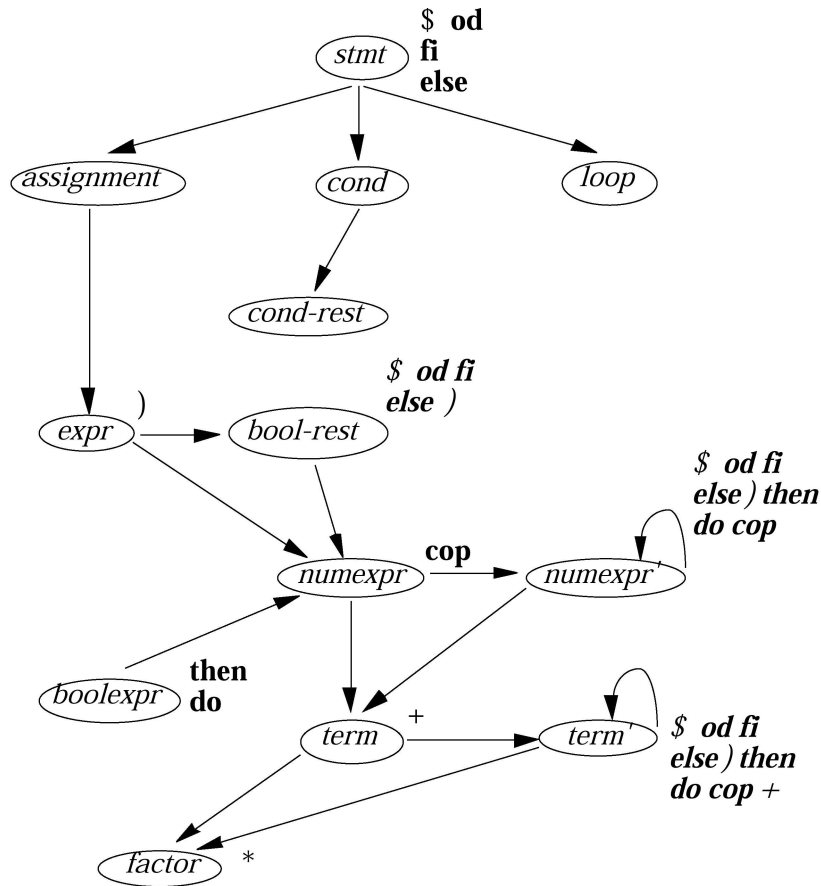 $ od
stmt
fi
else
assignment
cond
loop
cond-rest
)
$ od fi
else )
expr
bool-rest
$ od fi
else ) then
do cop
cop
numexpr
numexpr'
then
do
boolexpr
+
term
term'
$ od fi
else ) then
do cop +
factor
*